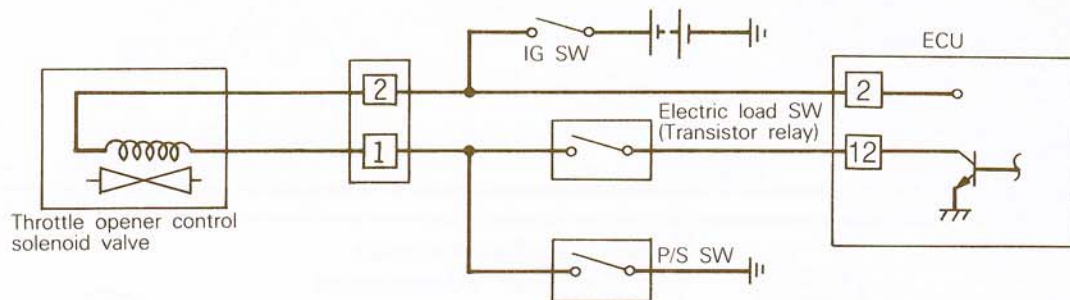 IG SW
ECU
2
2
Electric load SW
(Transistor relay)
1
12
Throttle opener control
solenoid valve
P/S SW